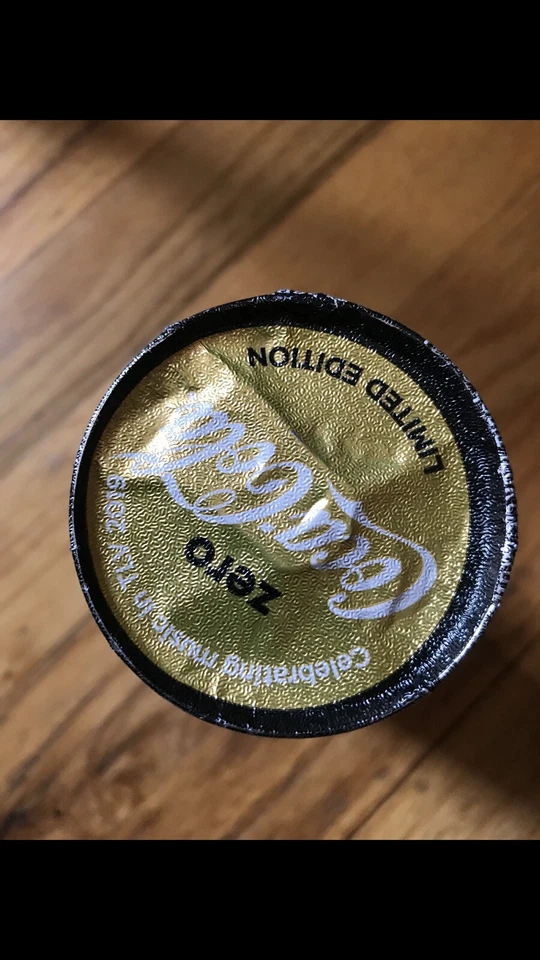 Celebrating music in TLV 2019
zero
Coca-Cola
LIMITED EDITION